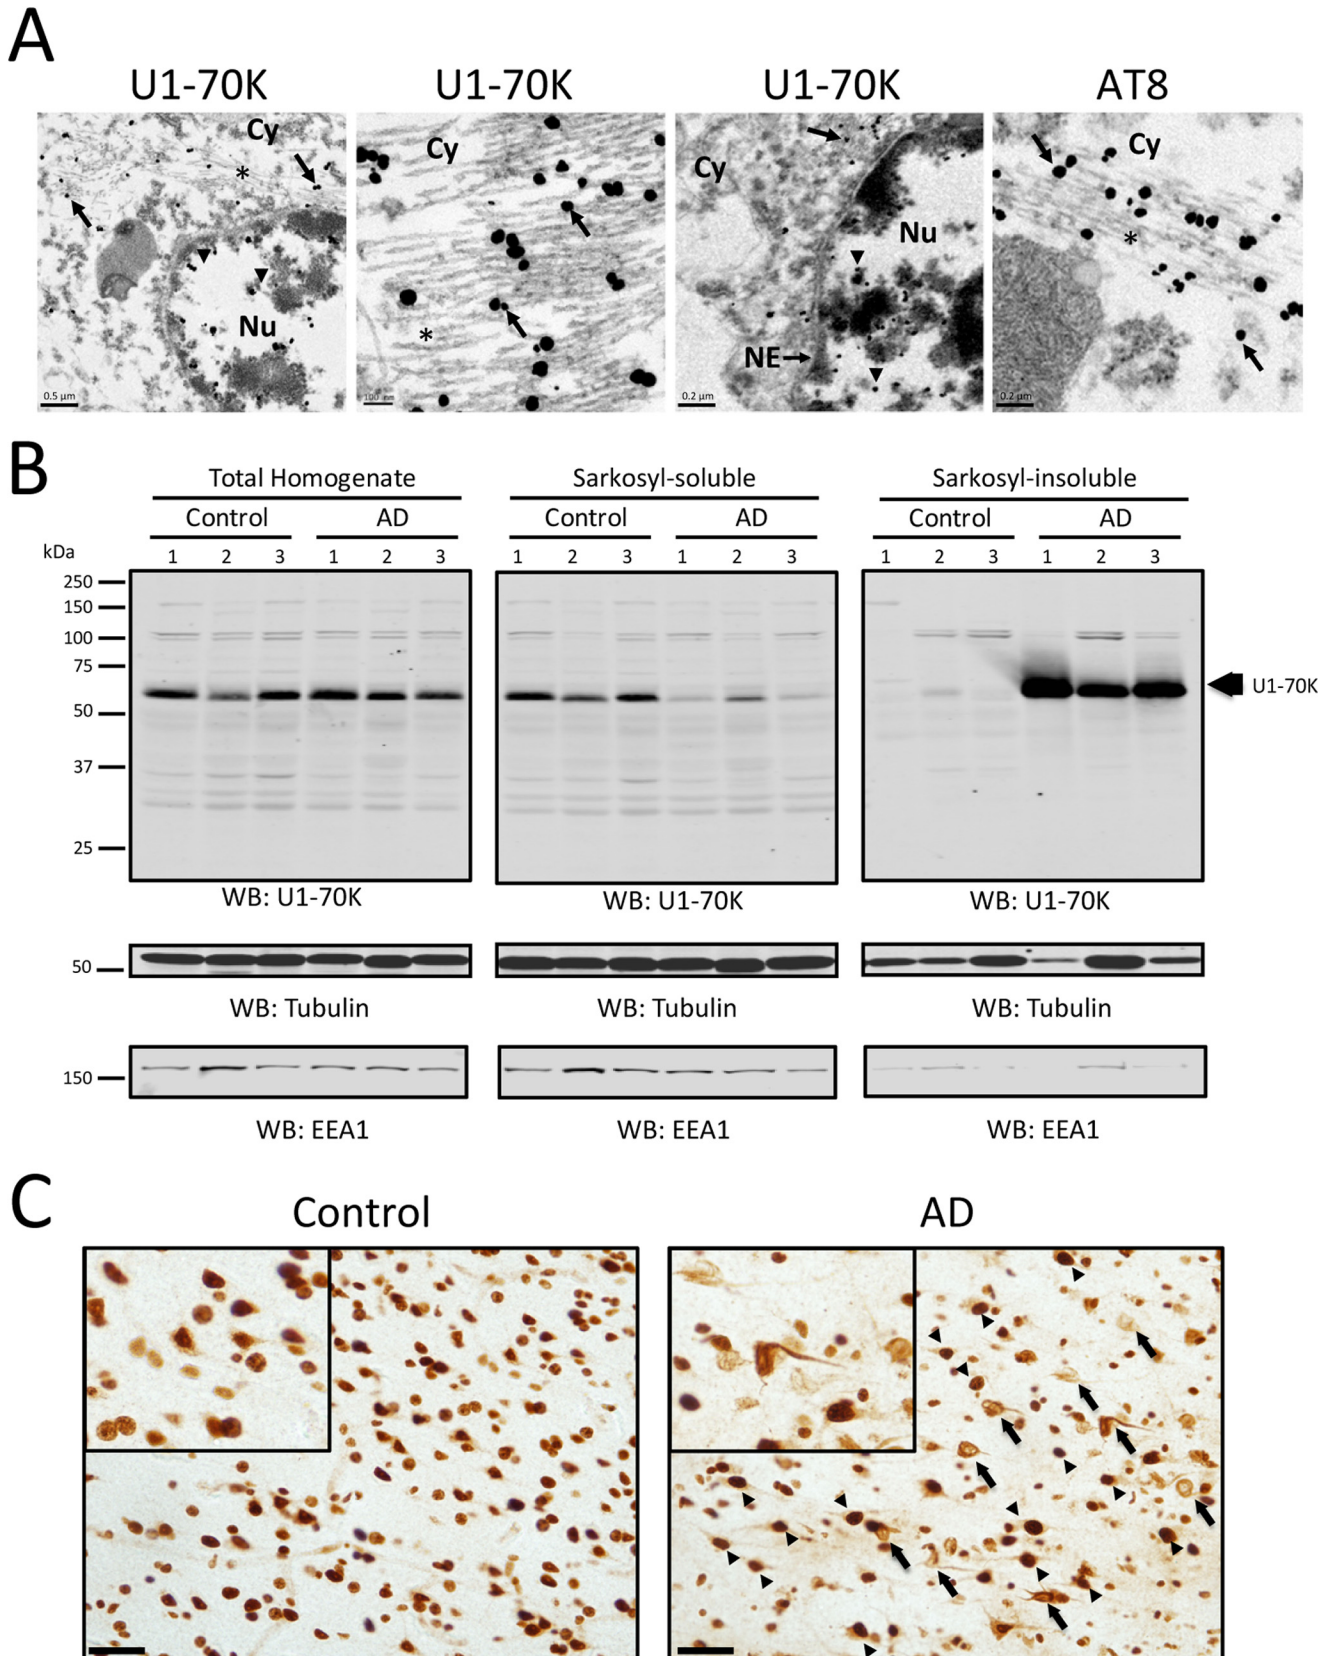 A
U1-70K U1-70K U1-70K AT8
Cy Cy Cy Cy
* * *
Nu Nu
NE
0.5 µm 100 nm 0.2 µm 0.2 µm
B
Total Homogenate Sarkosyl-soluble Sarkosyl-insoluble
Control AD Control AD Control AD
kDa 1 2 3 1 2 3 1 2 3 1 2 3 1 2 3 1 2 3
250
150
100
75
50
37
25
U1-70K
WB: U1-70K WB: U1-70K WB: U1-70K
50
WB: Tubulin WB: Tubulin WB: Tubulin
150
WB: EEA1 WB: EEA1 WB: EEA1
C
Control AD